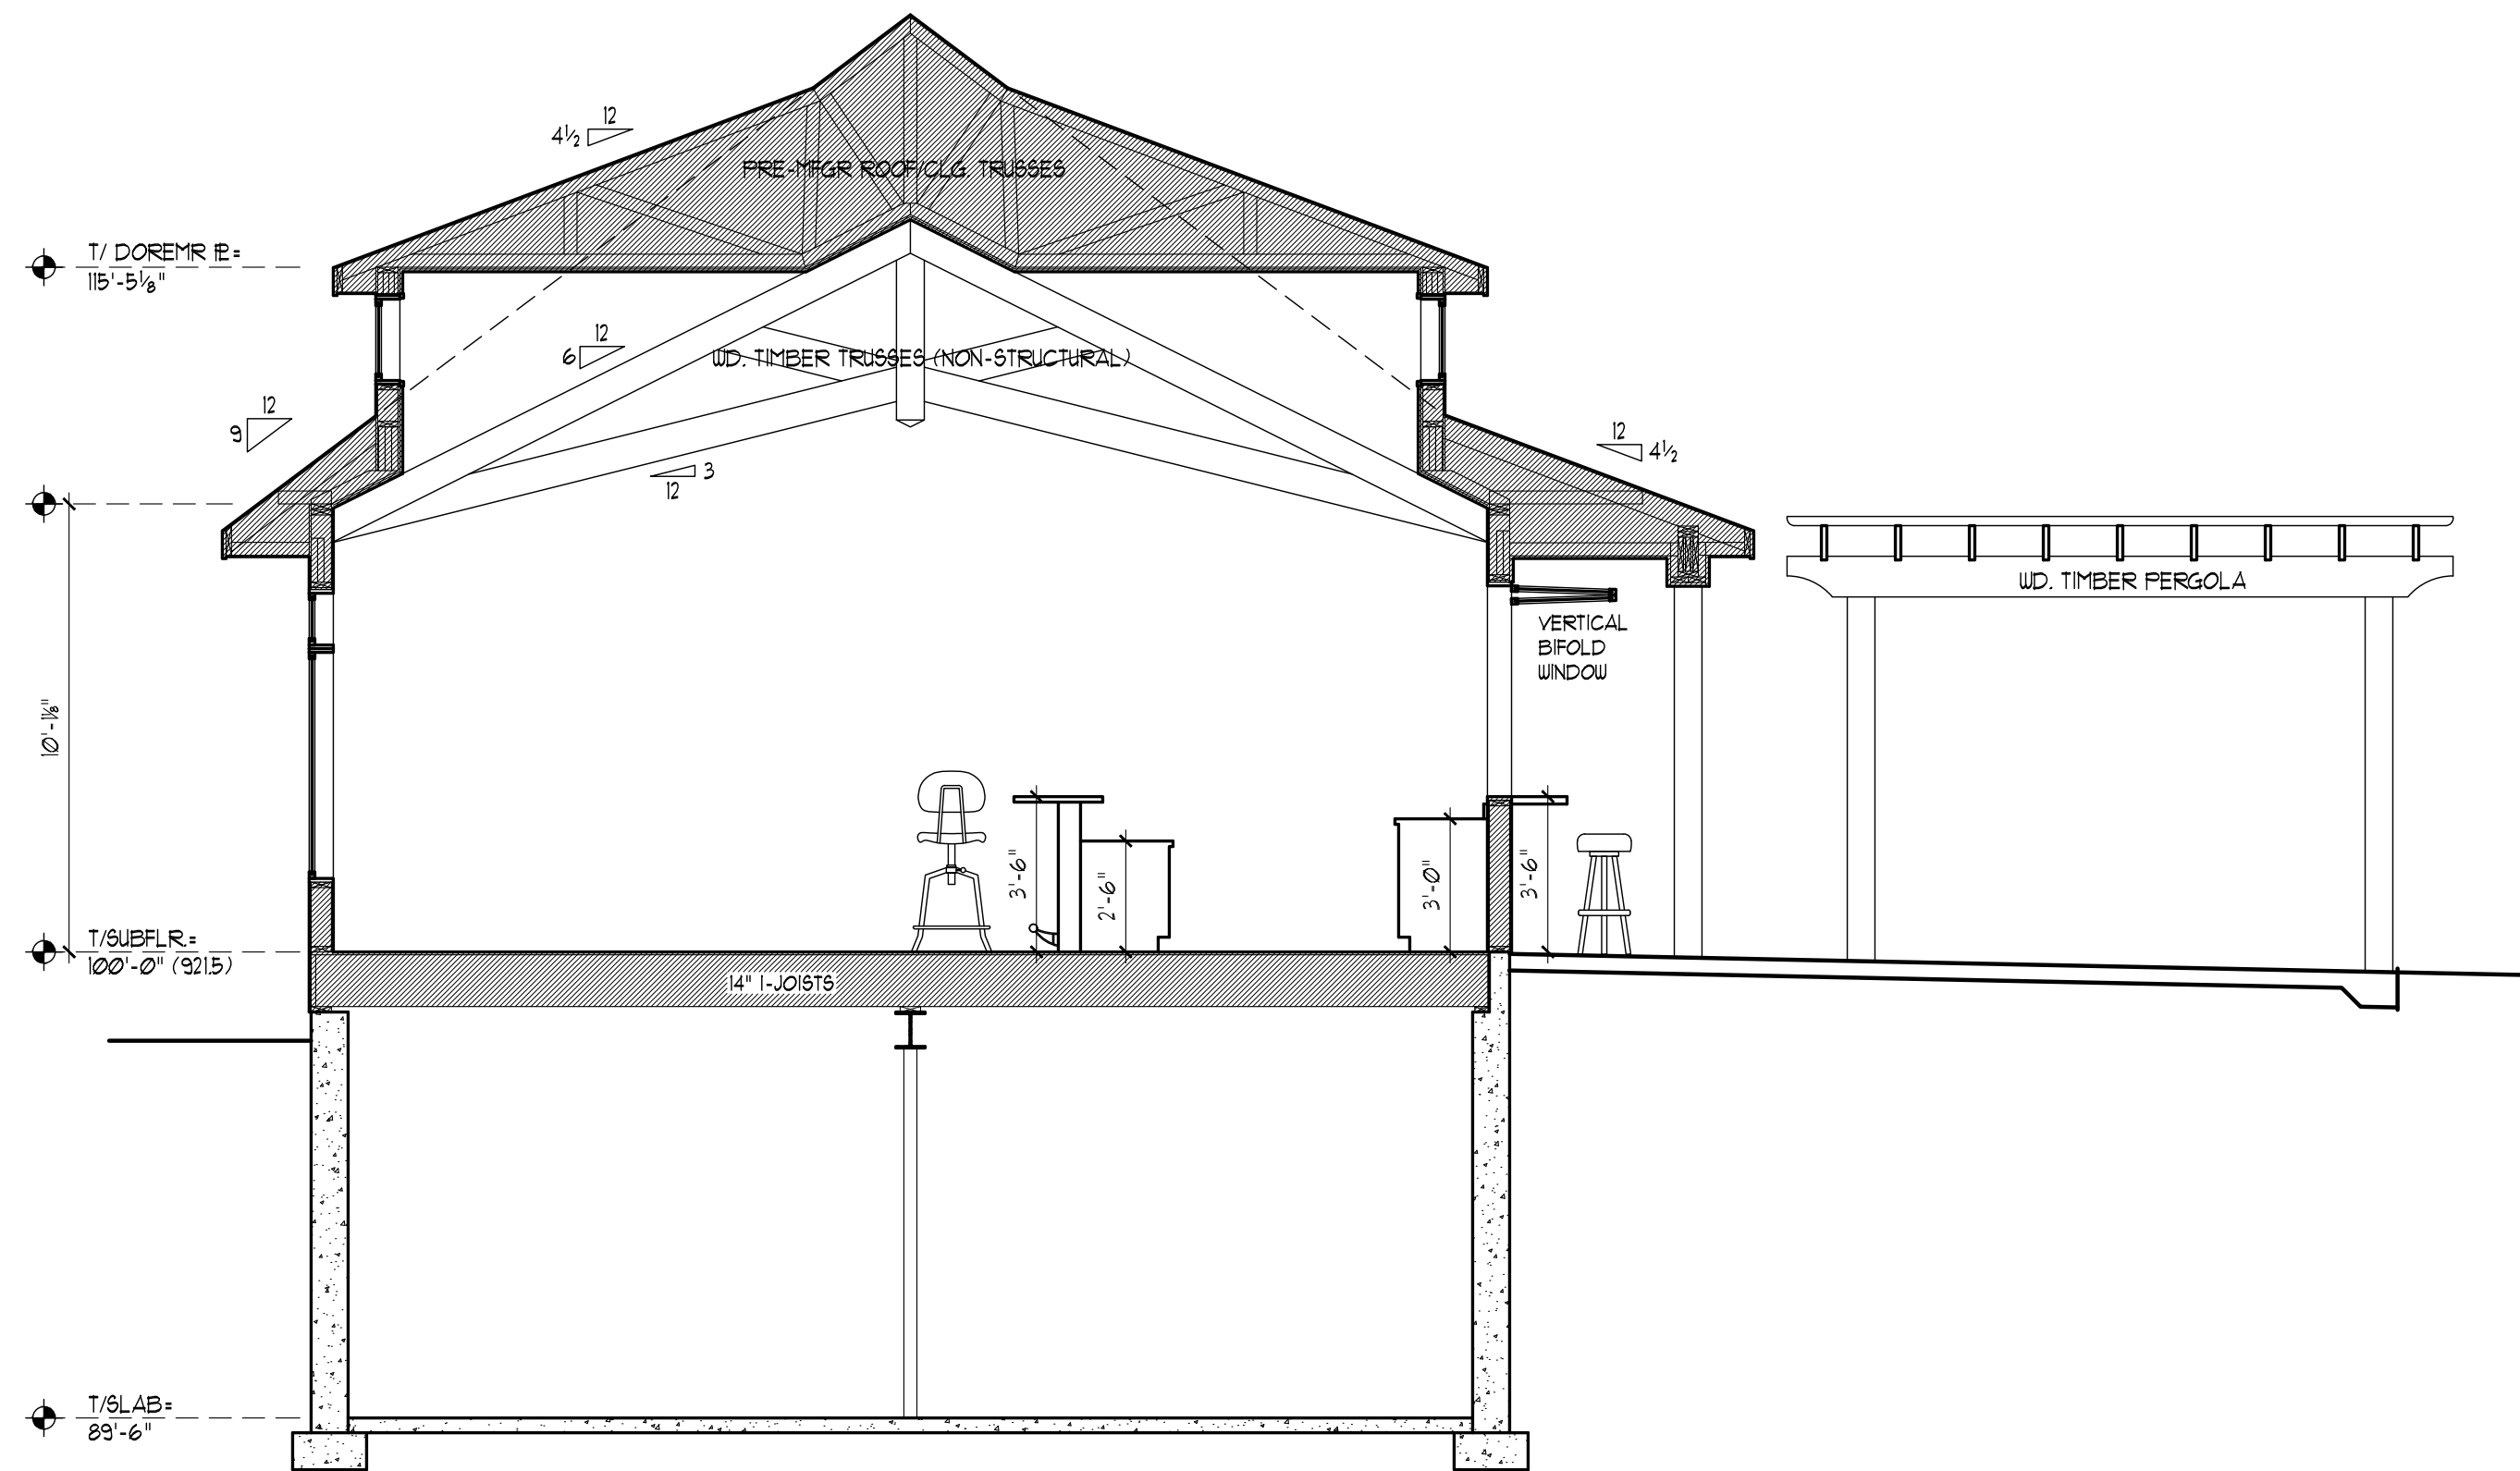 12
4½
PRE-MFGR ROOF/CLG. TRUSSES
T/ DOREMR PL=
115'-5⅛"
12
6
WD. TIMBER TRUSSES (NON-STRUCTURAL)
12
9
12
4½
3
12
WD. TIMBER PERGOLA
VERTICAL
BIFOLD
WINDOW
10'-1⅛"
3'-6"
2'-6"
3'-0"
3'-6"
T/SUBFLR.=
100'-0" (921.5)
14" I-JOISTS
T/SLAB=
89'-6"